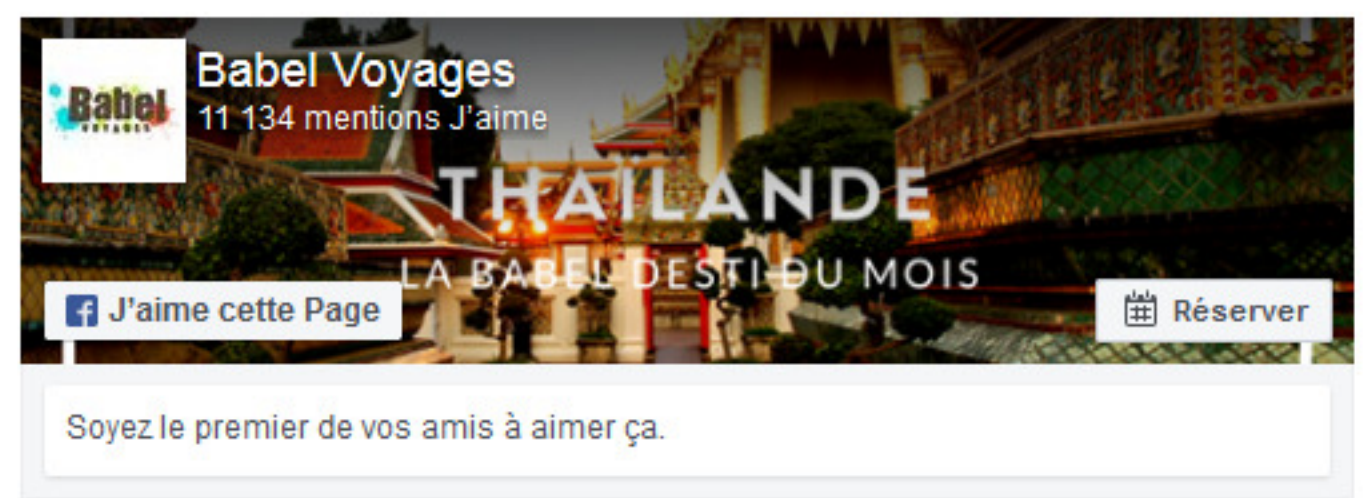 Babel
VOYAGES
Babel Voyages
11 134 mentions J'aime
THAILANDE
LA BABEL DESTI DU MOIS
J'aime cette Page
Réserver
Soyez le premier de vos amis à aimer ça.